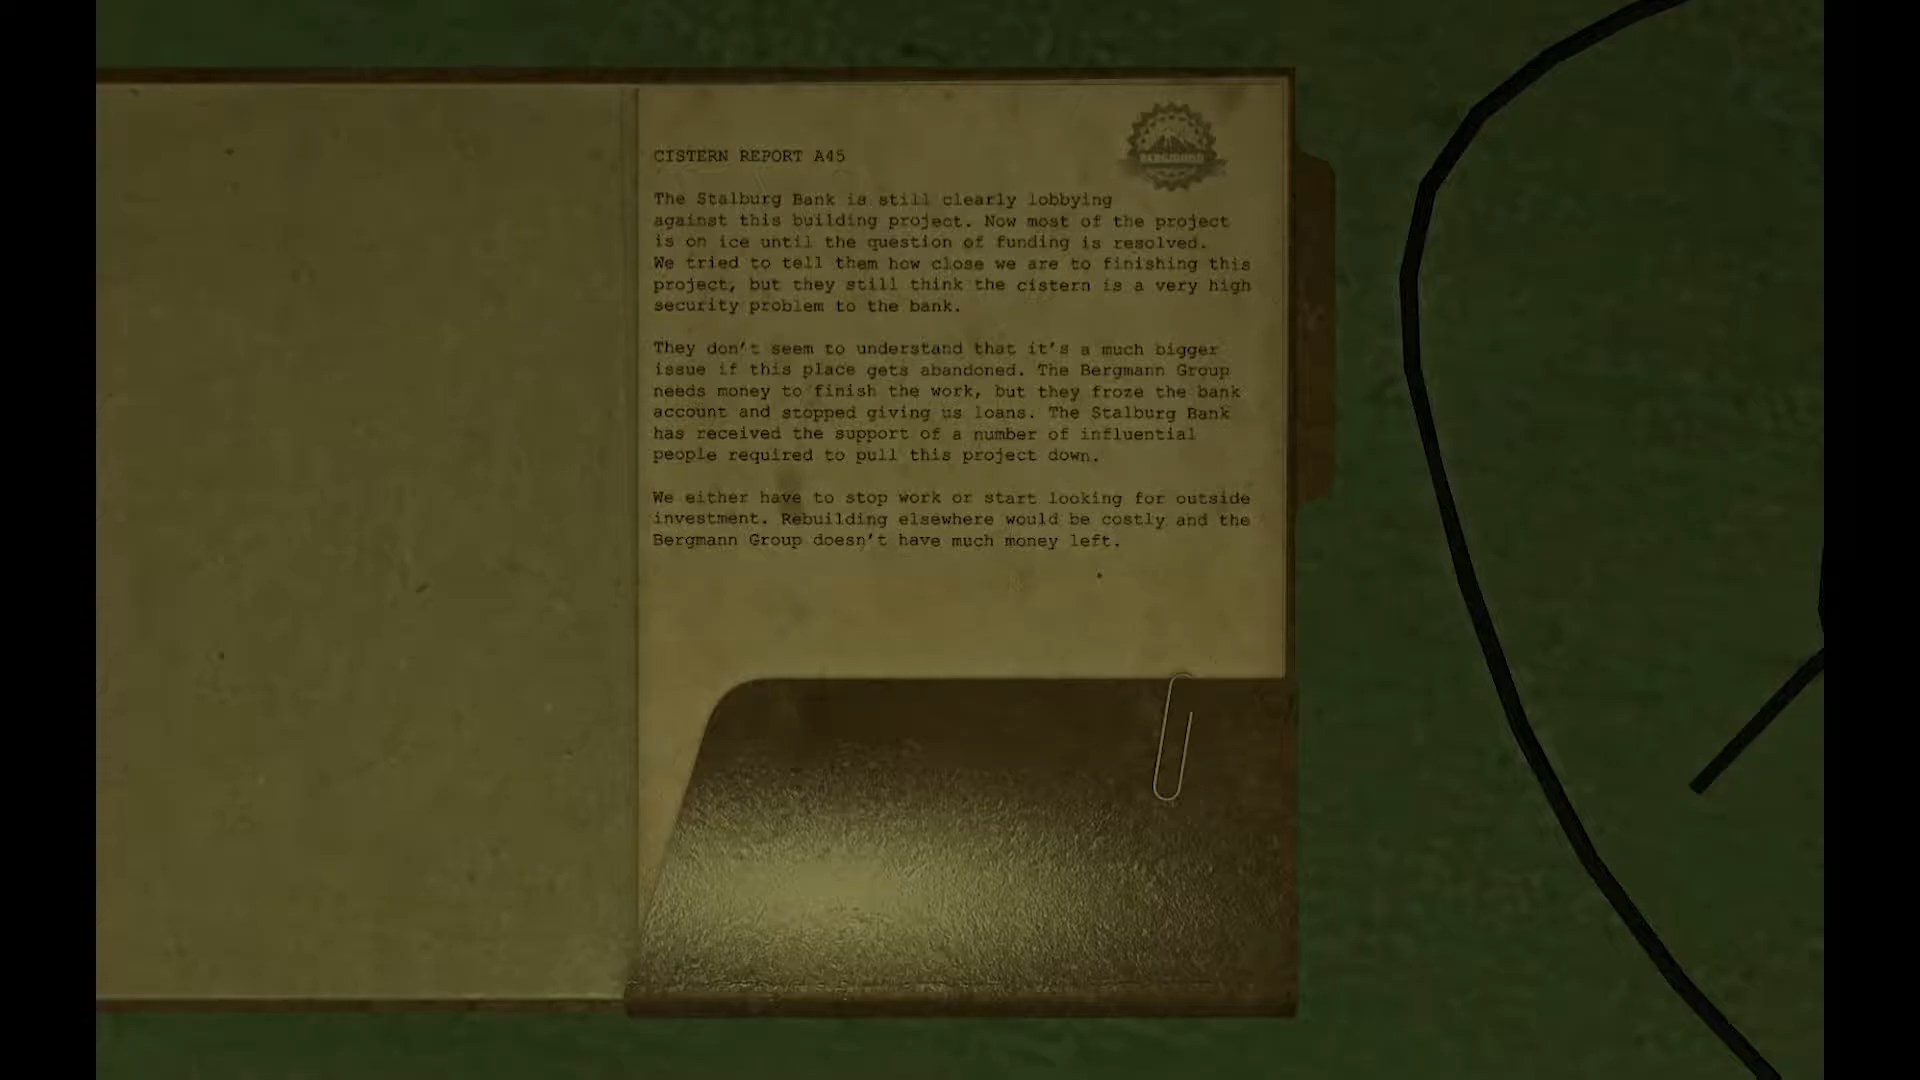 BERGMANN
CISTERN REPORT A45
The Stalburg Bank is still clearly lobbying
against this building project. Now most of the project
is on ice until the question of funding is resolved.
We tried to tell them how close we are to finishing this
project, but they still think the cistern is a very high
security problem to the bank.
They don't seem to understand that it's a much bigger
issue if this place gets abandoned. The Bergmann Group
needs money to finish the work, but they froze the bank
account and stopped giving us loans. The Stalburg Bank
has received the support of a number of influential
people required to pull this project down.
We either have to stop work or start looking for outside
investment. Rebuilding elsewhere would be costly and the
Bergmann Group doesn't have much money left.